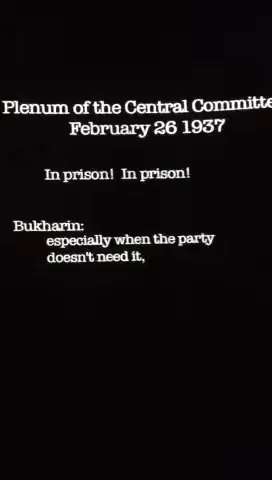 Plenum of the Central Committe
February 26 1937
In prison! In prison!
Bukharin:
especially when the party
doesn't need it,